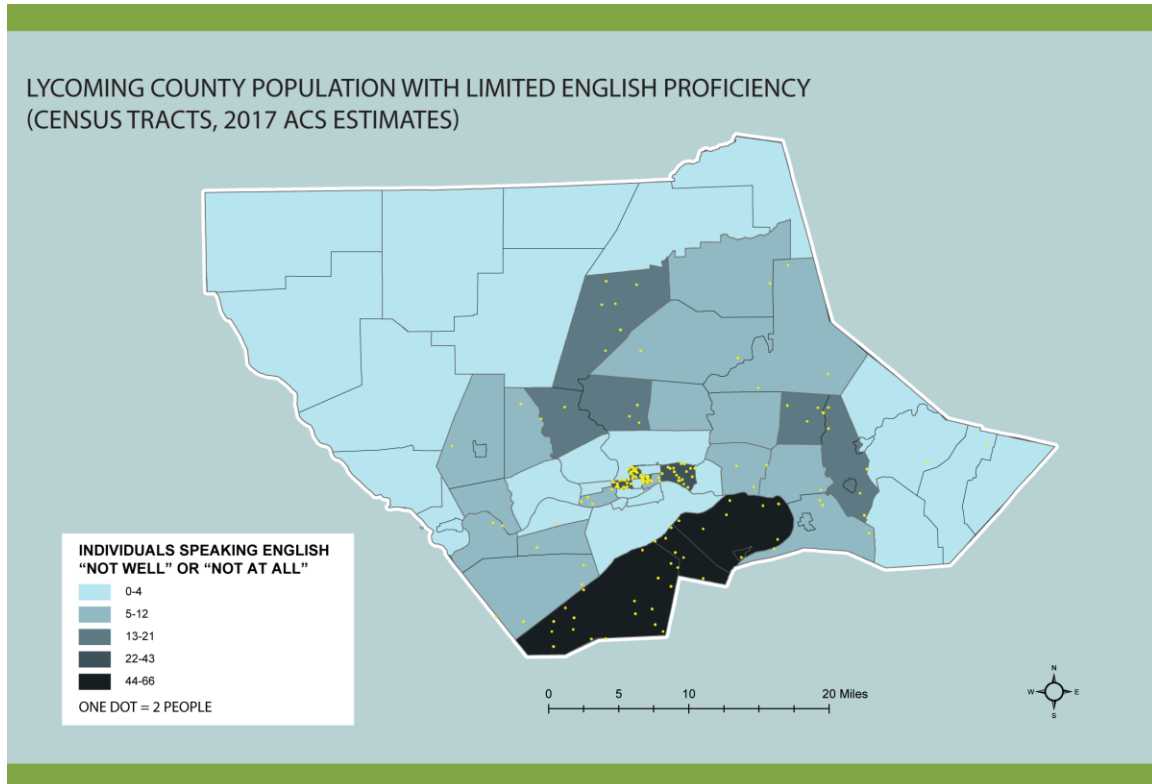 LYCOMING COUNTY POPULATION WITH LIMITED ENGLISH PROFICIENCY
(CENSUS TRACTS, 2017 ACS ESTIMATES)
INDIVIDUALS SPEAKING ENGLISH
“NOT WELL” OR “NOT AT ALL”
0-4
5-12
13-21
22-43
44-66
ONE DOT = 2 PEOPLE
0 5 10 20 Miles
N
W E
S